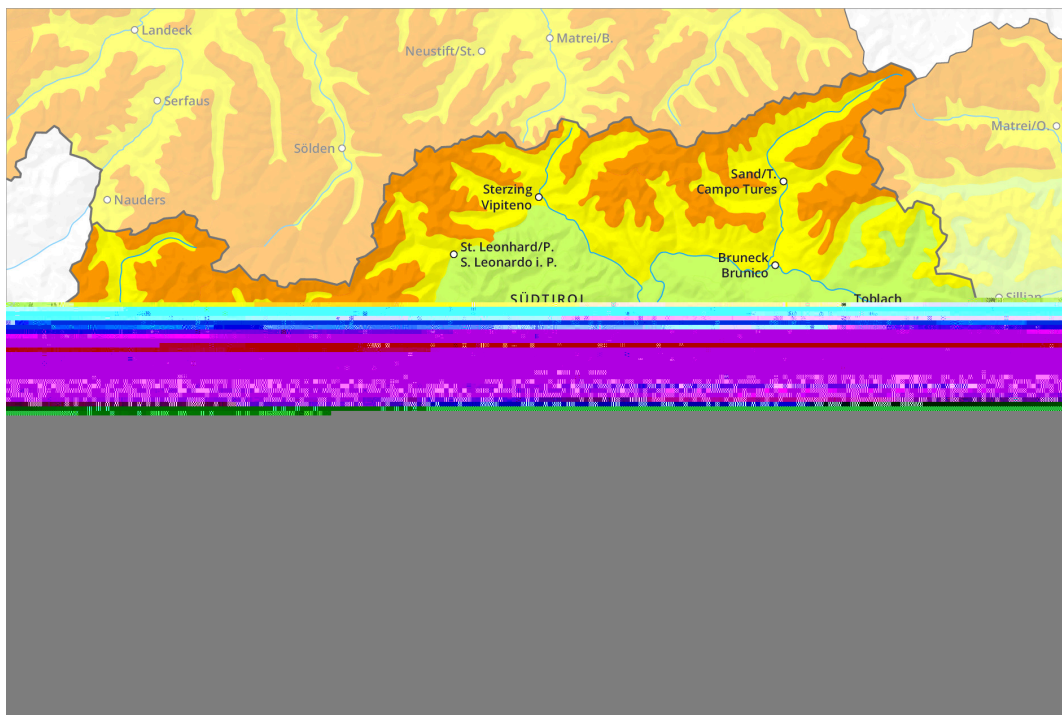 Landeck
Matrei/B.
Neustift/St.
Serfaus
Matrei/O.
Sölden
Sand/T.
Campo Tures
Sterzing
Vipiteno
Nauders
St. Leonhard/P.
S. Leonardo i. P.
Bruneck
Brunico
SÜDTIROL
Toblach
Sillian